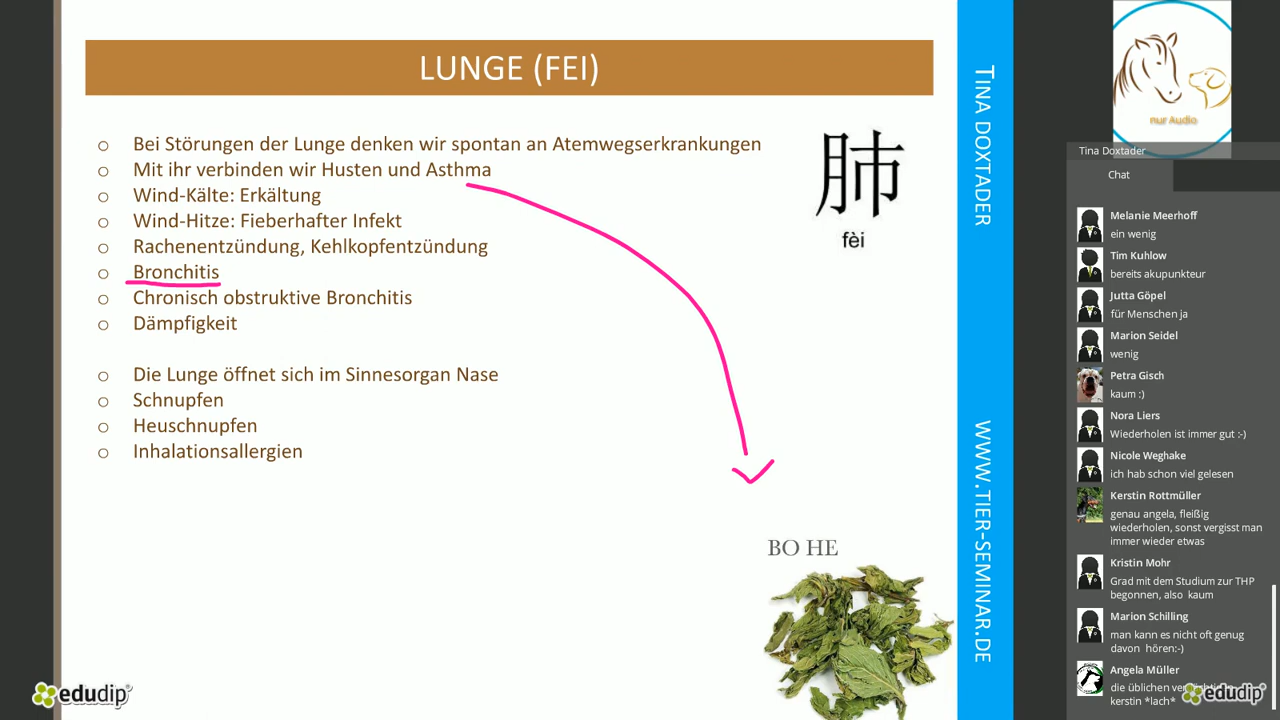 LUNGE (FEI)
Bei Störungen der Lunge denken wir spontan an Atemwegserkrankungen
Mit ihr verbinden wir Husten und Asthma
Wind-Kälte: Erkältung
Wind-Hitze: Fieberhafter Infekt
Rachenentzündung, Kehlkopfentzündung
Bronchitis
Chronisch obstruktive Bronchitis
Dämpfigkeit
Die Lunge öffnet sich im Sinnesorgan Nase
Schnupfen
Heuschnupfen
Inhalationsallergien
肺
fèi
BO HE
TINA DOXTADER
WWW.TIER-SEMINAR.DE
nur Audio
Tina Doxtader
Chat
Melanie Meerhoff
ein wenig
Tim Kuhlow
bereits akupunkteur
Jutta Göpel
für Menschen ja
Marion Seidel
wenig
Petra Gisch
kaum :)
Nora Liers
Wiederholen ist immer gut :-)
Nicole Weghake
ich hab schon viel gelesen
Kerstin Rottmüller
genau angela, fleißig
wiederholen, sonst vergisst man
immer wieder etwas
Kristin Mohr
Grad mit dem Studium zur THP
begonnen, also kaum
Marion Schilling
man kann es nicht oft genug
davon hören:-)
Angela Müller
die üblichen
kerstin *lach*
edudip
edudip